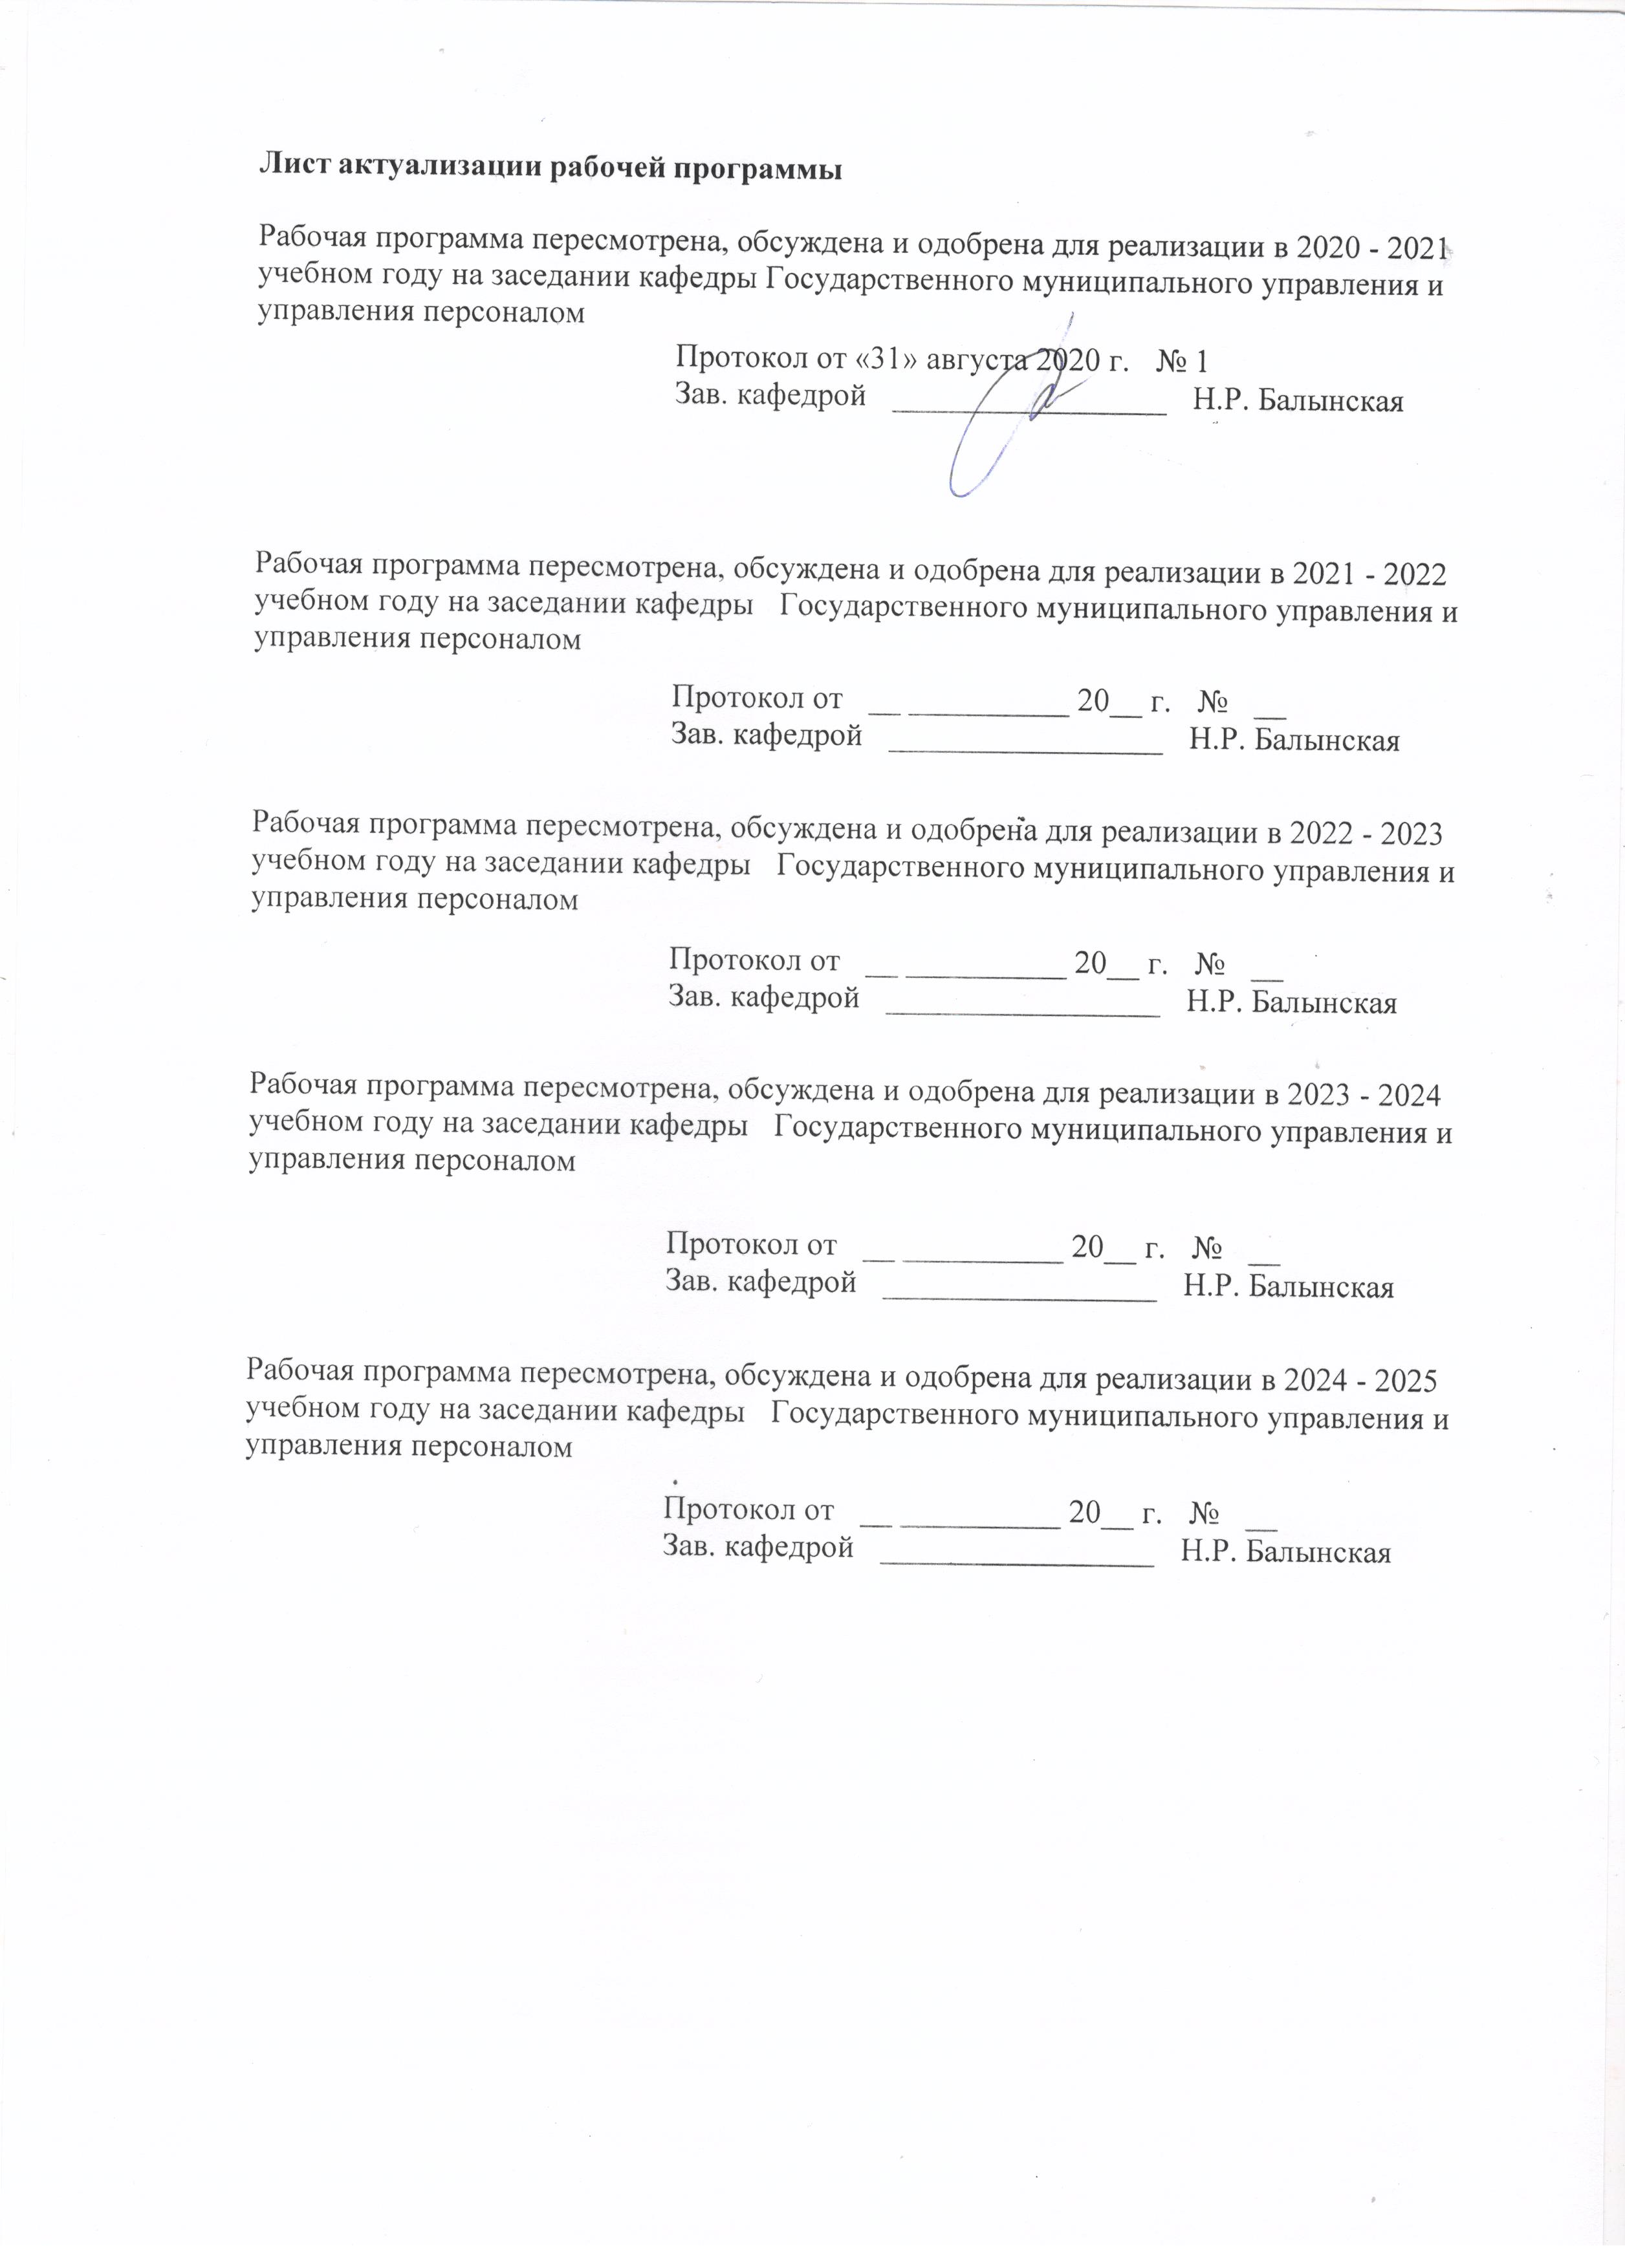 Лист актуализации рабочей программы
Рабочая программа пересмотрена, обсуждена и одобрена для реализации в 2020 - 2021
учебном году на заседании кафедры Государственного муниципального управления и
управления персоналом
Протокол от «31» августа 2020 г. № 1
Зав. кафедрой _________________ Н.Р. Балынская
Рабочая программа пересмотрена, обсуждена и одобрена для реализации в 2021 - 2022
учебном году на заседании кафедры Государственного муниципального управления и
управления персоналом
Протокол от __ __________ 20__ г. № __
Зав. кафедрой _________________ Н.Р. Балынская
Рабочая программа пересмотрена, обсуждена и одобрена для реализации в 2022 - 2023
учебном году на заседании кафедры Государственного муниципального управления и
управления персоналом
Протокол от __ __________ 20__ г. № __
Зав. кафедрой _________________ Н.Р. Балынская
Рабочая программа пересмотрена, обсуждена и одобрена для реализации в 2023 - 2024
учебном году на заседании кафедры Государственного муниципального управления и
управления персоналом
Протокол от __ __________ 20__ г. № __
Зав. кафедрой _________________ Н.Р. Балынская
Рабочая программа пересмотрена, обсуждена и одобрена для реализации в 2024 - 2025
учебном году на заседании кафедры Государственного муниципального управления и
управления персоналом
Протокол от __ __________ 20__ г. № __
Зав. кафедрой _________________ Н.Р. Балынская